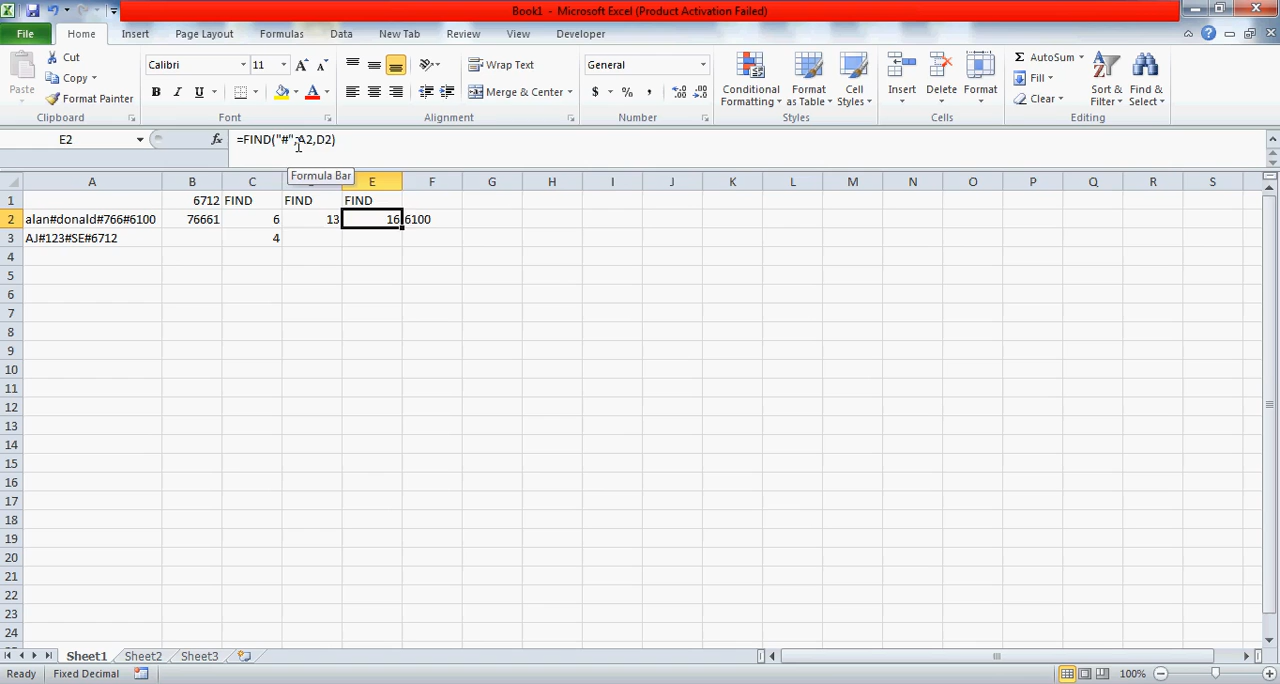 Book1 - Microsoft Excel (Product Activation Failed)
File Home Insert Page Layout Formulas Data New Tab Review View Developer
Paste
Cut
Copy
Format Painter
Clipboard
Calibri 11
B I U
Font
Wrap Text
Merge & Center
Alignment
General
$ % ,
Number
Conditional Formatting
Format as Table
Cell Styles
Styles
Insert Delete Format
Cells
Σ AutoSum
Fill
Clear
Sort & Filter
Find & Select
Editing
E2 fx =FIND("#",A2,D2)
Formula Bar
A B C D E F G H I J K L M N O P Q R S
1 6712 FIND FIND FIND
2 alan#donald#766#6100 76661 6 13 16 6100
3 AJ#123#SE#6712 4
4
5
6
7
8
9
10
11
12
13
14
15
16
17
18
19
20
21
22
23
24
Sheet1 Sheet2 Sheet3
Ready Fixed Decimal 100%